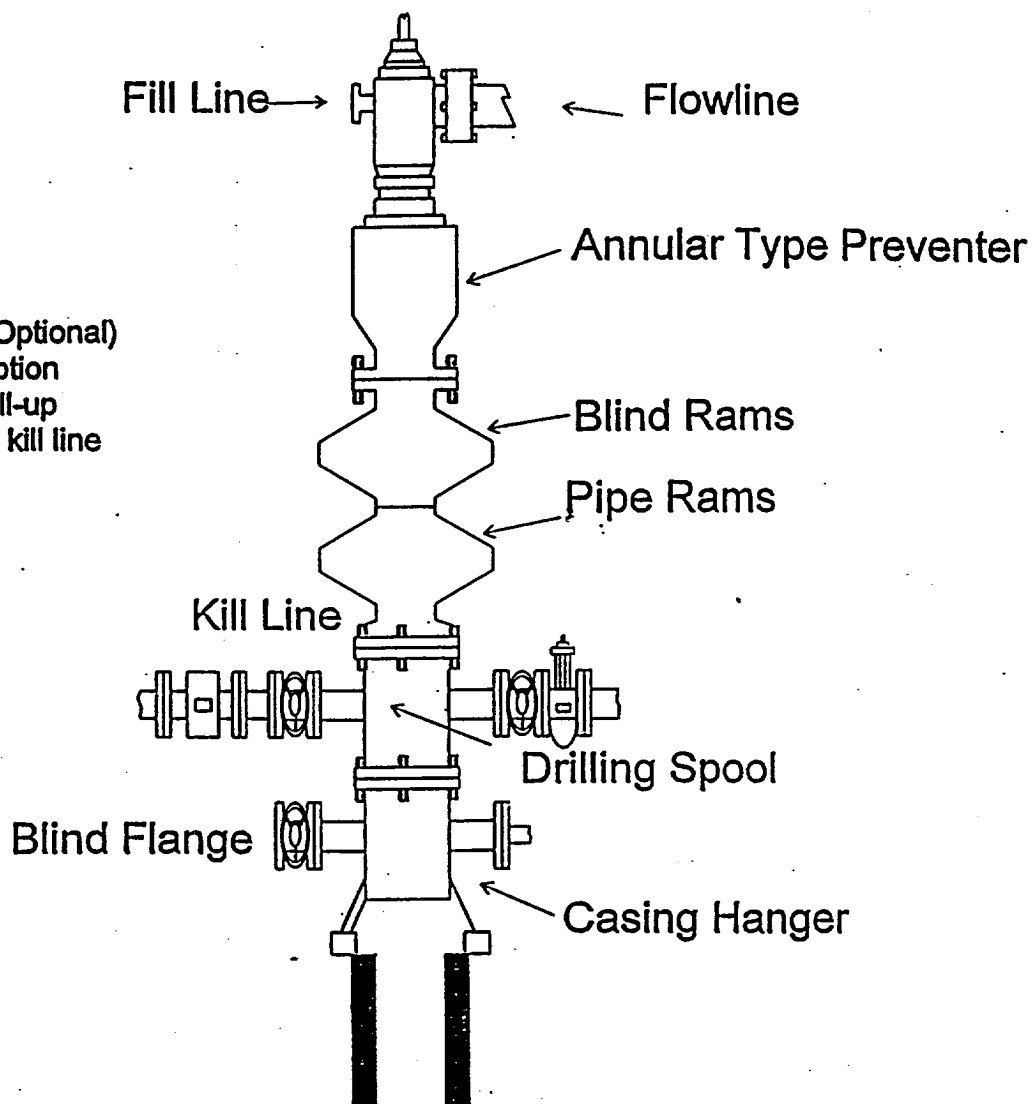 Fill Line
Flowline
Annular Type Preventer
Optional)
ll-up
kill line
Blind Rams
Pipe Rams
Kill Line
Drilling Spool
Blind Flange
Casing Hanger